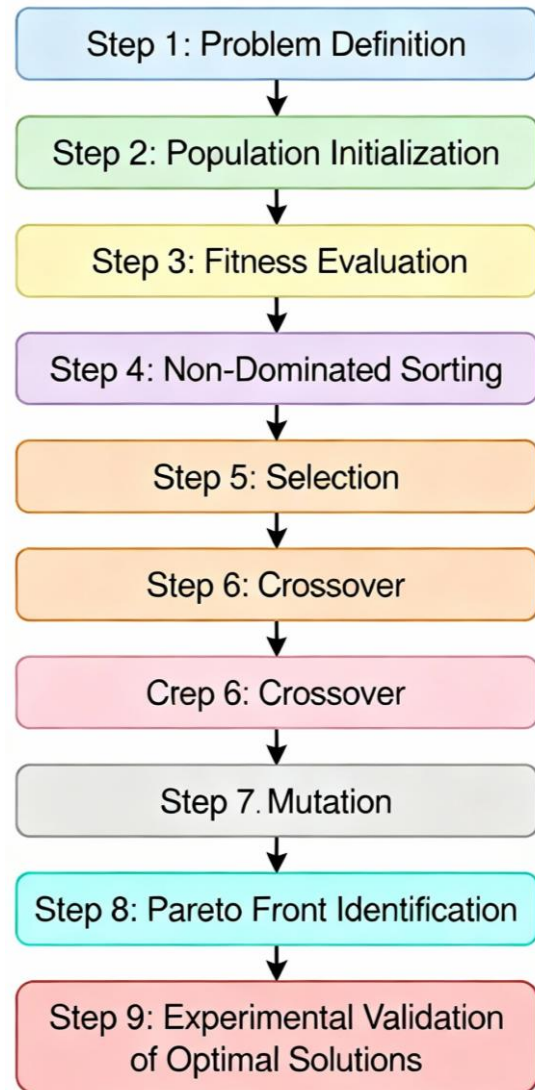 Step 1: Problem Definition
Step 2: Population Initialization
Step 3: Fitness Evaluation
Step 4: Non-Dominated Sorting
Step 5: Selection
Step 6: Crossover
Crep 6: Crossover
Step 7. Mutation
Step 8: Pareto Front Identification
Step 9: Experimental Validation
of Optimal Solutions